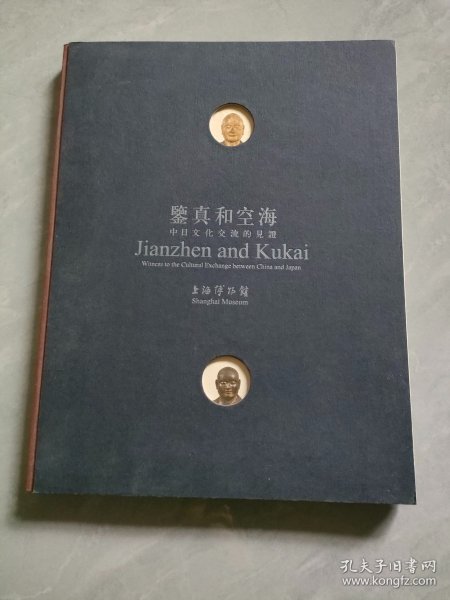 鑒真和空海
中日文化交流的見證
Jianzhen and Kukai
Witness to the Cultural Exchange between China and Japan
上海博物館
Shanghai Museum
孔夫子旧书网
www.kongfz.com